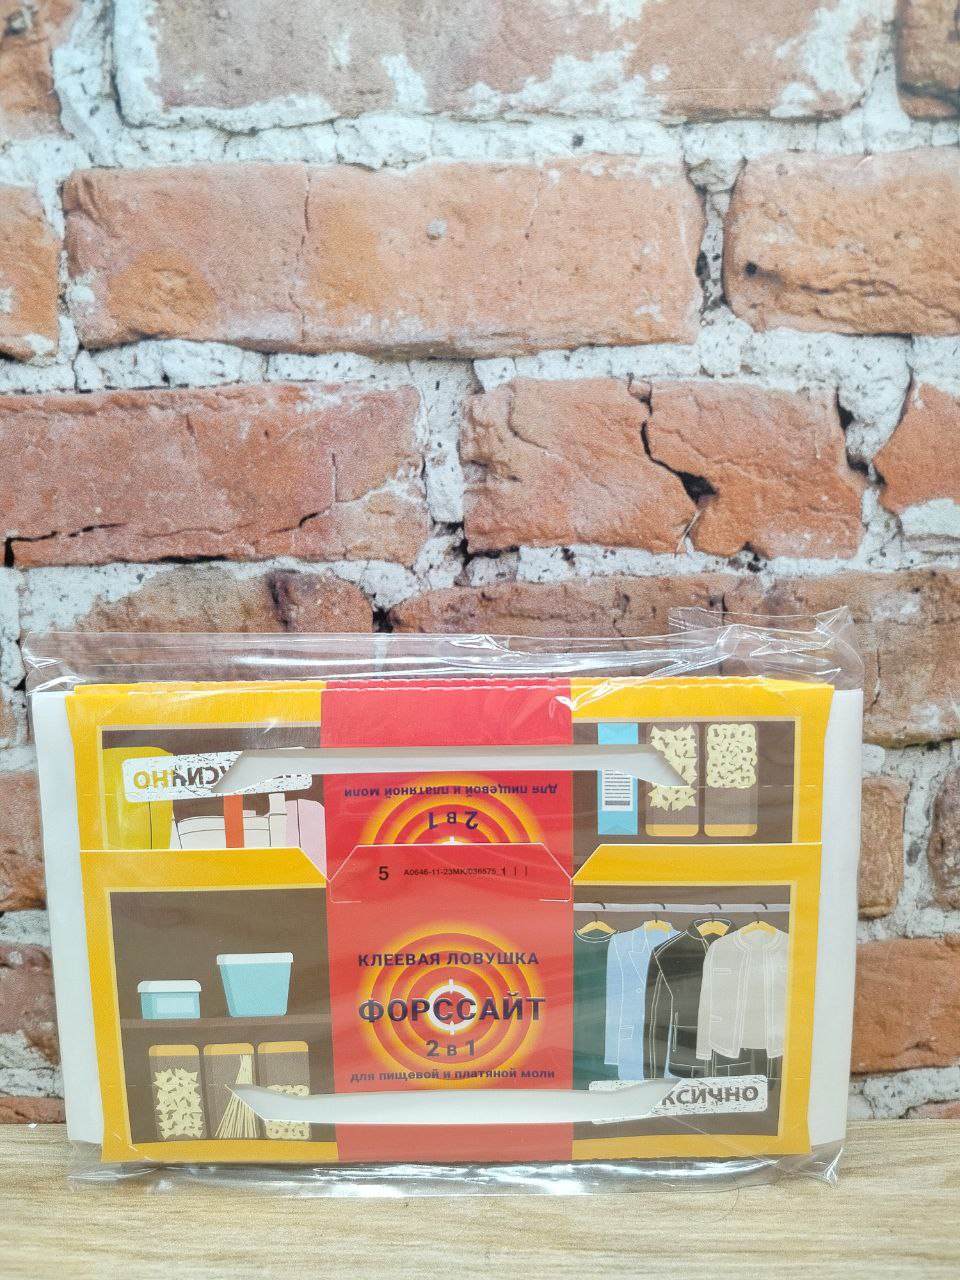 2 в 1
для пищевой и платяной моли
5 А0646-11-23МК/036575_1
КЛЕЕВАЯ ЛОВУШКА
ФОРССАЙТ
2 в 1
для пищевой и платяной моли